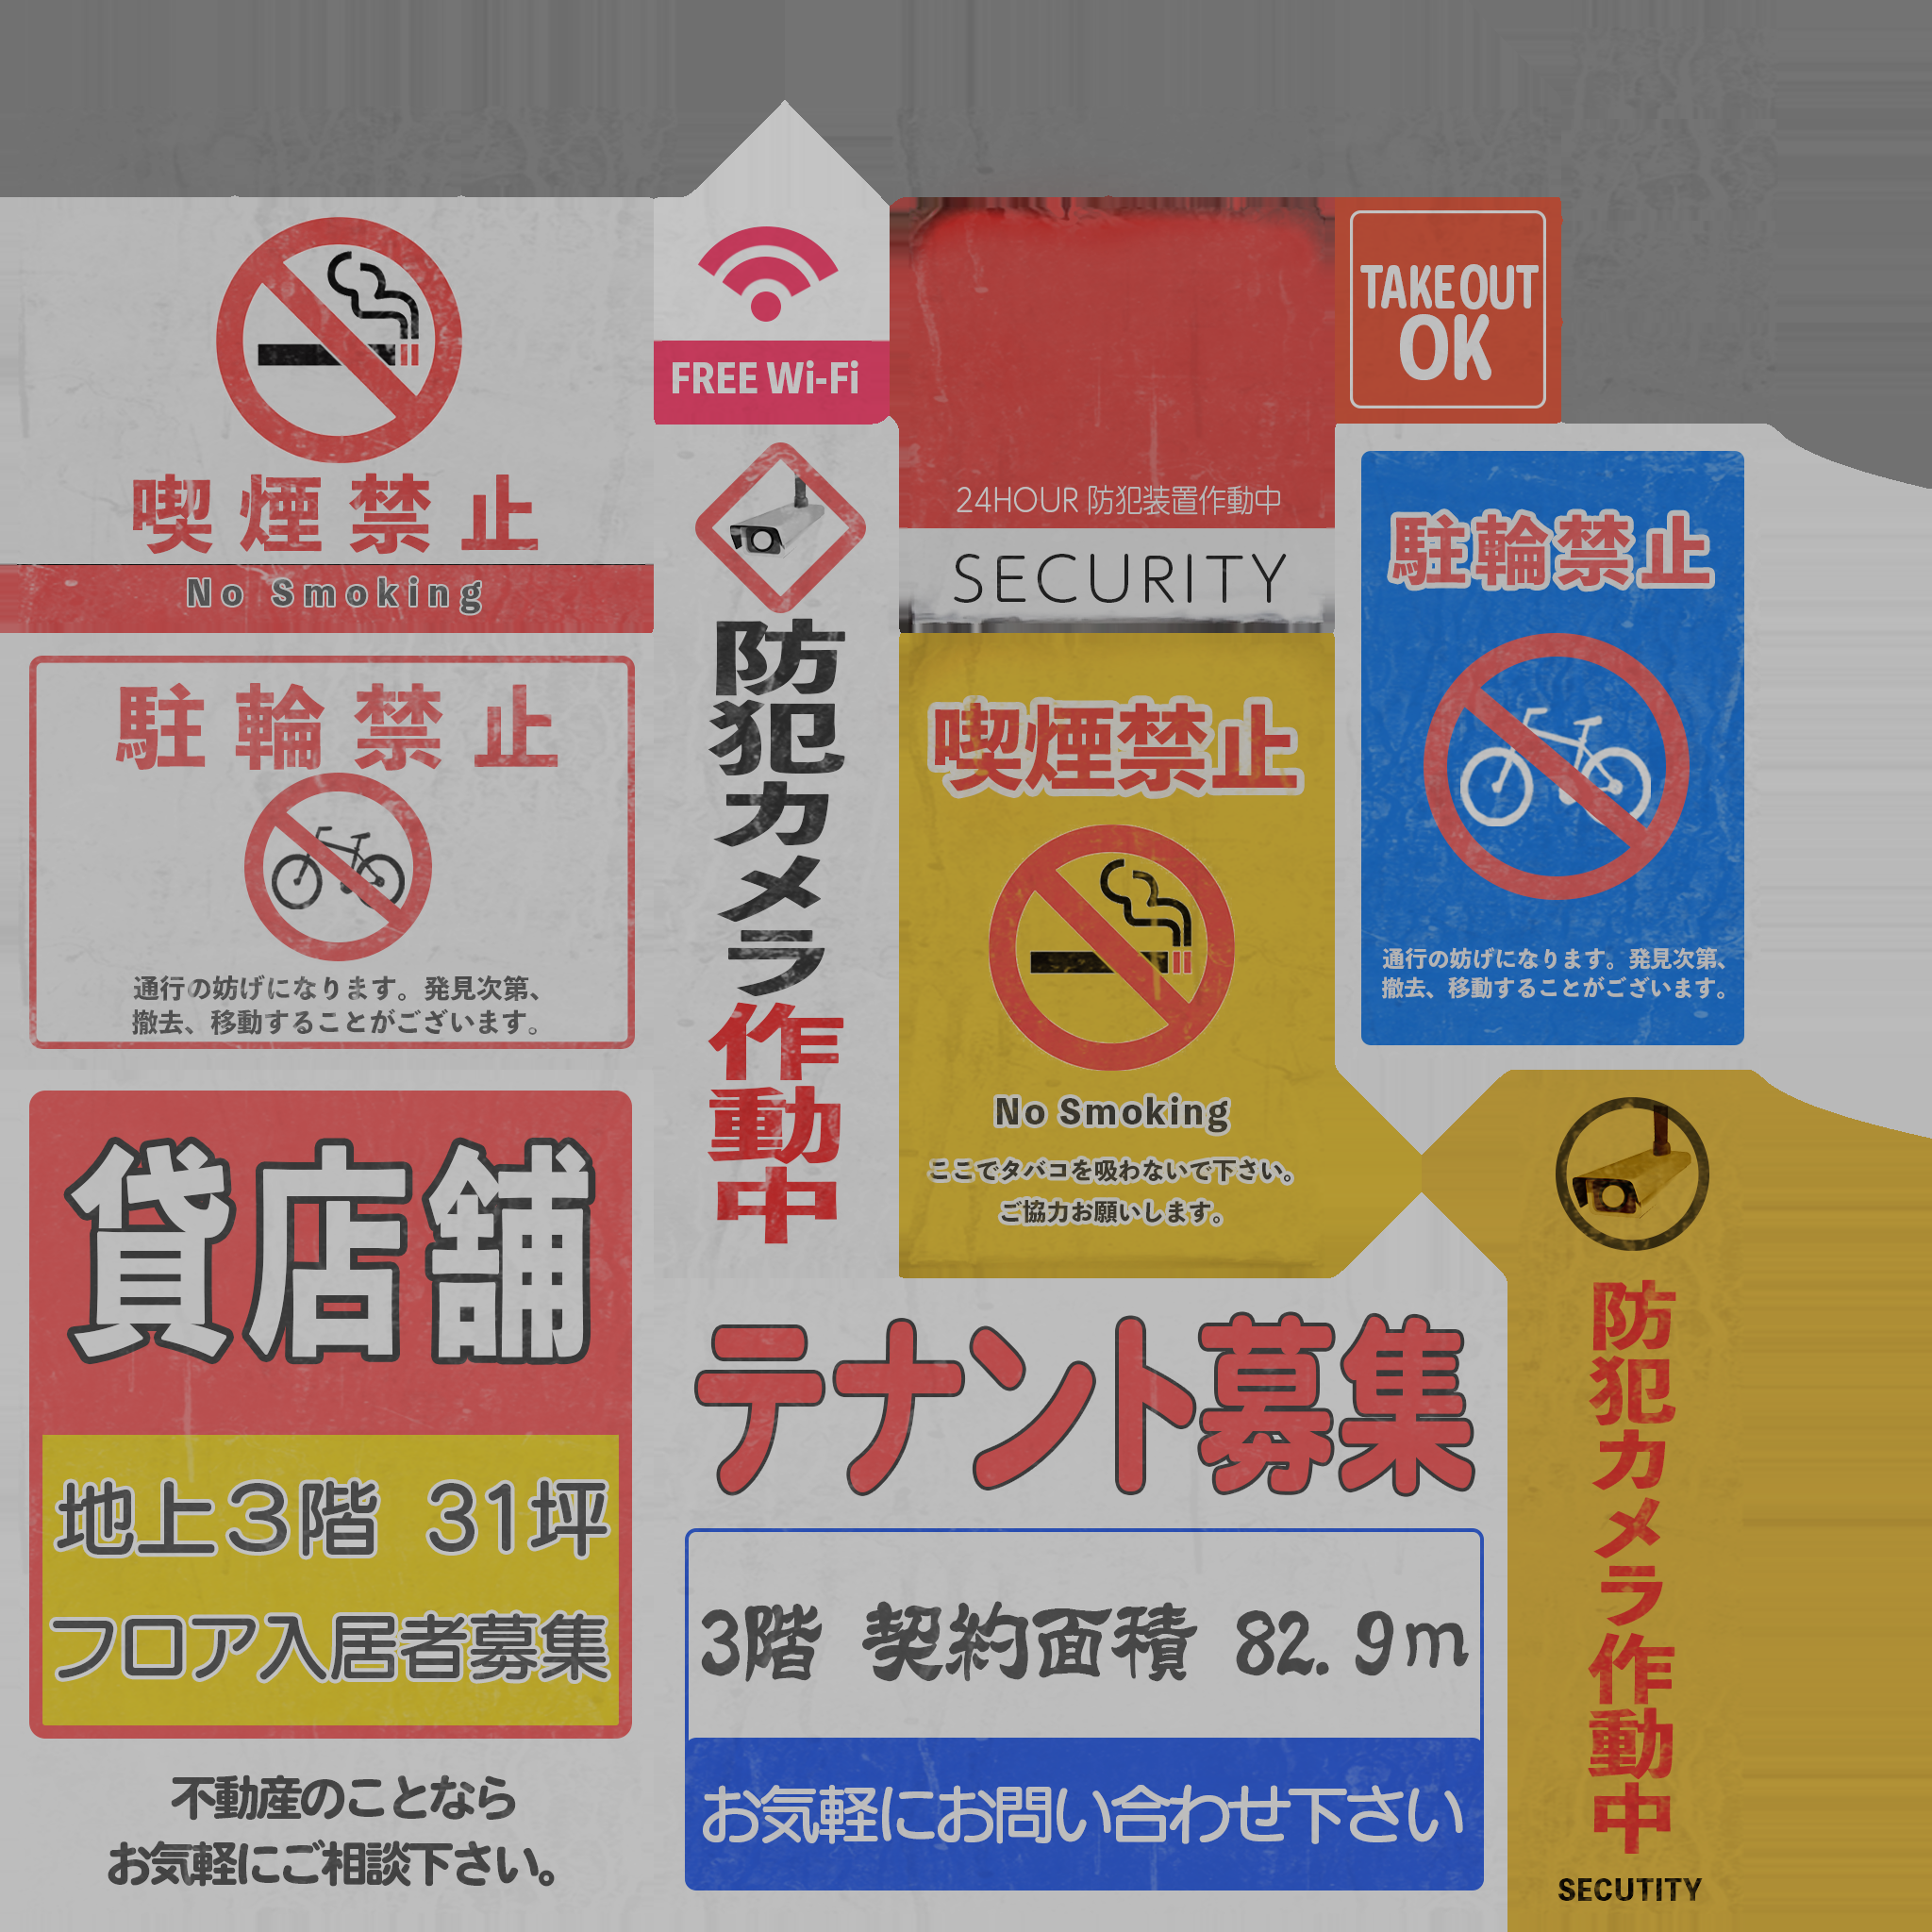 喫煙禁止
No Smoking
FREE Wi-Fi
24HOUR 防犯装置作動中
SECURITY
TAKE OUT
OK
駐輪禁止
通行の妨げになります。発見次第、
撤去、移動することがございます。
防犯カメラ作動中
喫煙禁止
No Smoking
ここでタバコを吸わないで下さい。
ご協力お願いします。
駐輪禁止
通行の妨げになります。発見次第、
撤去、移動することがございます。
貸店舗
地上3階 31坪
フロア入居者募集
不動産のことなら
お気軽にご相談下さい。
テナント募集
3階 契約面積 82.9m
お気軽にお問い合わせ下さい
防犯カメラ作動中
SECUTITY